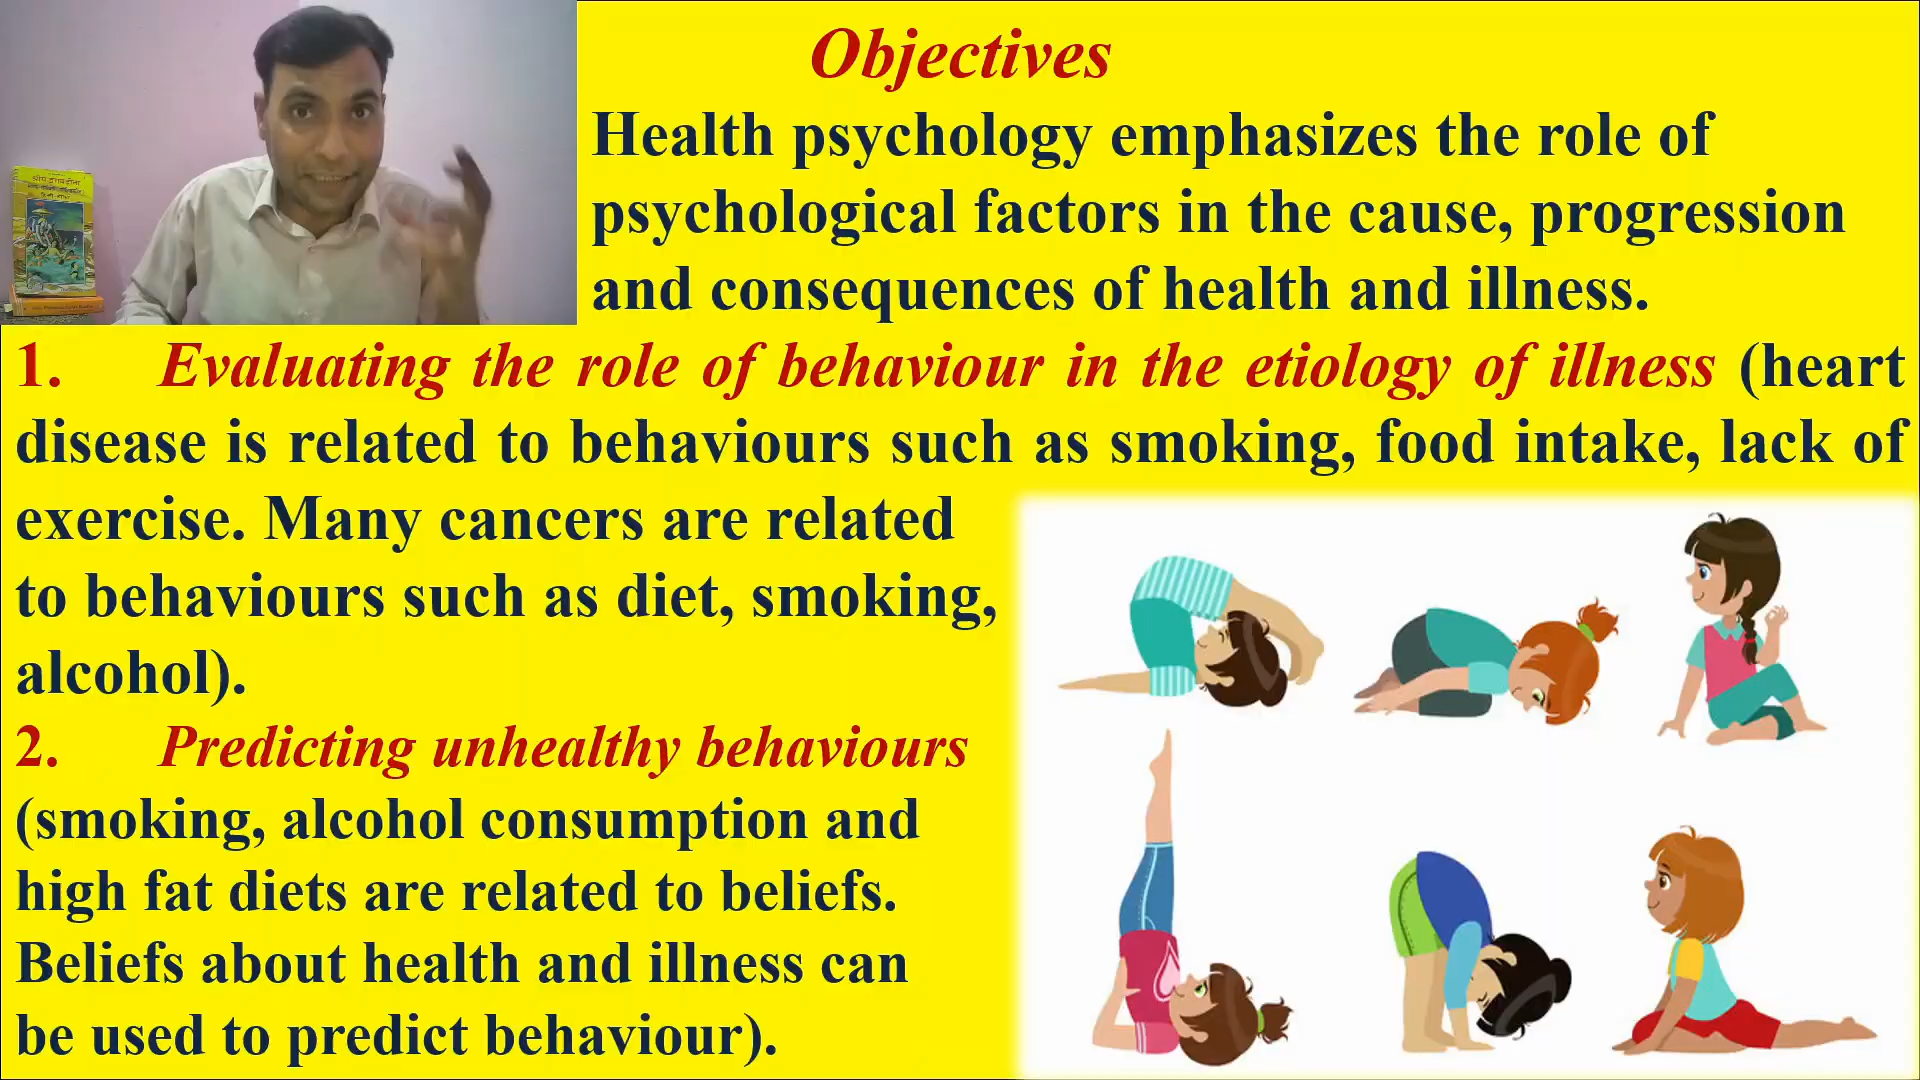 Objectives
Health psychology emphasizes the role of
psychological factors in the cause, progression
and consequences of health and illness.
1. Evaluating the role of behaviour in the etiology of illness (heart
disease is related to behaviours such as smoking, food intake, lack of
exercise. Many cancers are related
to behaviours such as diet, smoking,
alcohol).
2. Predicting unhealthy behaviours
(smoking, alcohol consumption and
high fat diets are related to beliefs.
Beliefs about health and illness can
be used to predict behaviour).